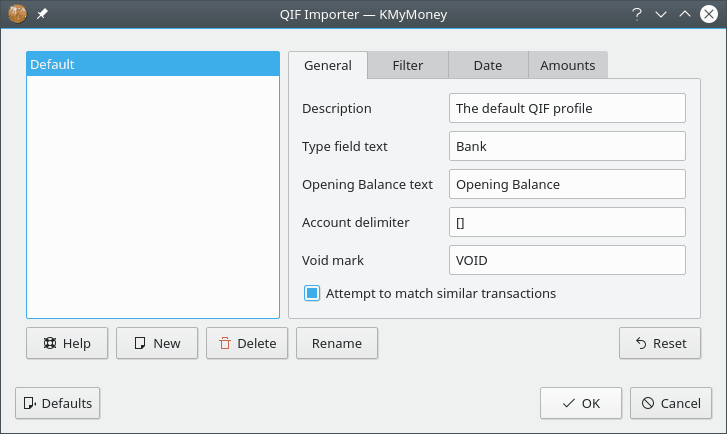 QIF Importer — KMyMoney
Default
General Filter Date Amounts
Description The default QIF profile
Type field text Bank
Opening Balance text Opening Balance
Account delimiter []
Void mark VOID
Attempt to match similar transactions
Help New Delete Rename Reset
Defaults OK Cancel